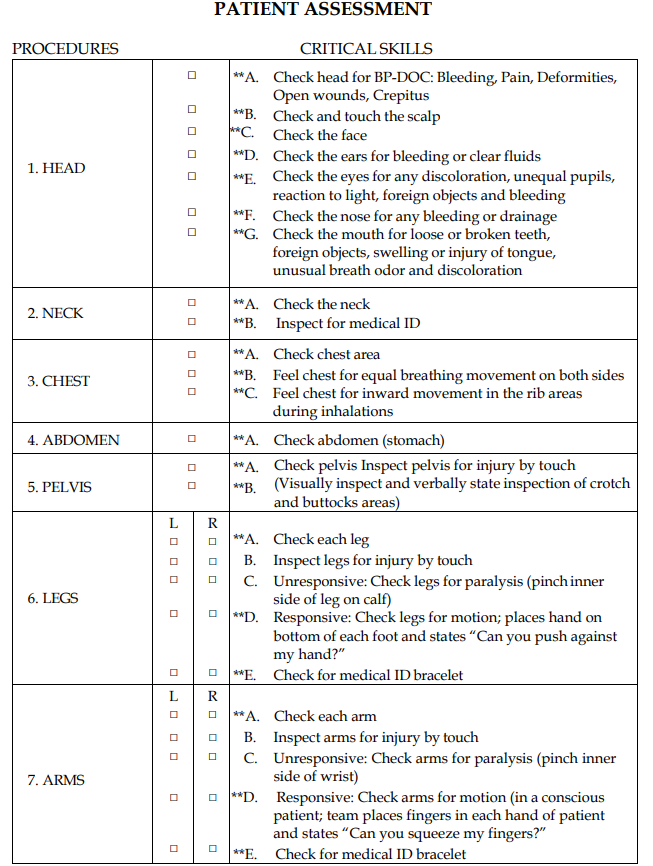 PATIENT ASSESSMENT
PROCEDURES CRITICAL SKILLS
1. HEAD
**A. Check head for BP-DOC: Bleeding, Pain, Deformities,
Open wounds, Crepitus
**B. Check and touch the scalp
**C. Check the face
**D. Check the ears for bleeding or clear fluids
**E. Check the eyes for any discoloration, unequal pupils,
reaction to light, foreign objects and bleeding
**F. Check the nose for any bleeding or drainage
**G. Check the mouth for loose or broken teeth,
foreign objects, swelling or injury of tongue,
unusual breath odor and discoloration
2. NECK
**A. Check the neck
**B. Inspect for medical ID
3. CHEST
**A. Check chest area
**B. Feel chest for equal breathing movement on both sides
**C. Feel chest for inward movement in the rib areas
during inhalations
4. ABDOMEN
**A. Check abdomen (stomach)
5. PELVIS
**A. Check pelvis Inspect pelvis for injury by touch
**B. (Visually inspect and verbally state inspection of crotch
and buttocks areas)
6. LEGS
L R
**A. Check each leg
B. Inspect legs for injury by touch
C. Unresponsive: Check legs for paralysis (pinch inner
side of leg on calf)
**D. Responsive: Check legs for motion; places hand on
bottom of each foot and states “Can you push against
my hand?”
**E. Check for medical ID bracelet
7. ARMS
L R
**A. Check each arm
B. Inspect arms for injury by touch
C. Unresponsive: Check arms for paralysis (pinch inner
side of wrist)
**D. Responsive: Check arms for motion (in a conscious
patient; team places fingers in each hand of patient
and states “Can you squeeze my fingers?”
**E. Check for medical ID bracelet